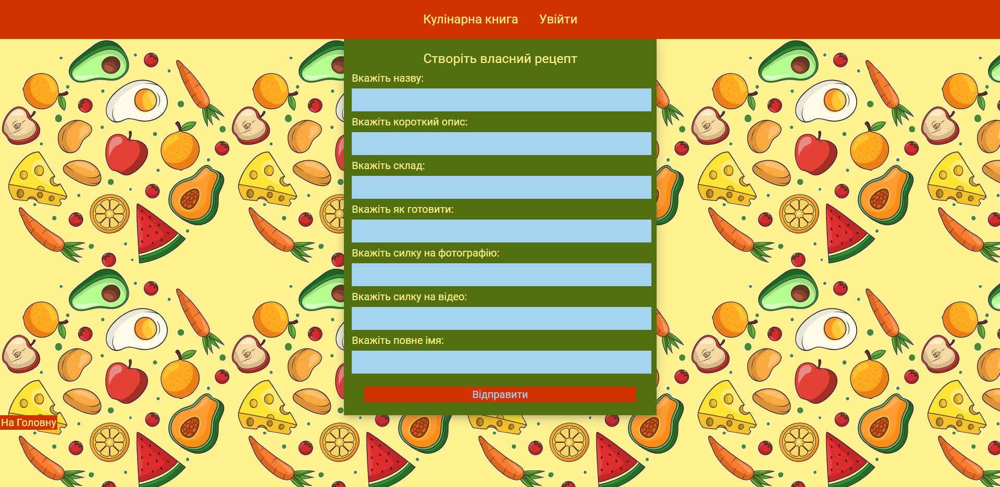 Кулінарна книга Увійти
Створіть власний рецепт
Вкажіть назву:
Вкажіть короткий опис:
Вкажіть склад:
Вкажіть як готовити:
Вкажіть силку на фотографію:
Вкажіть силку на відео:
Вкажіть повне імя:
Відправити
На Головну